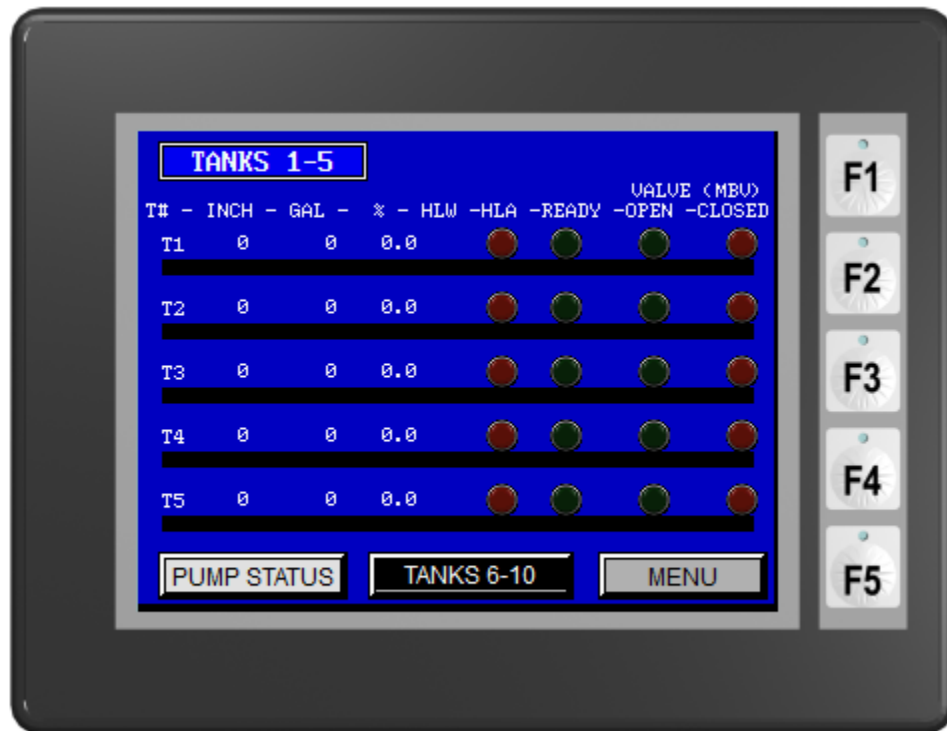 TANKS 1-5
VALVE (MBV)
T# - INCH - GAL - % - HLW -HLA -READY -OPEN -CLOSED
T1 0 0 0.0
T2 0 0 0.0
T3 0 0 0.0
T4 0 0 0.0
T5 0 0 0.0
PUMP STATUS TANKS 6-10 MENU
F1
F2
F3
F4
F5